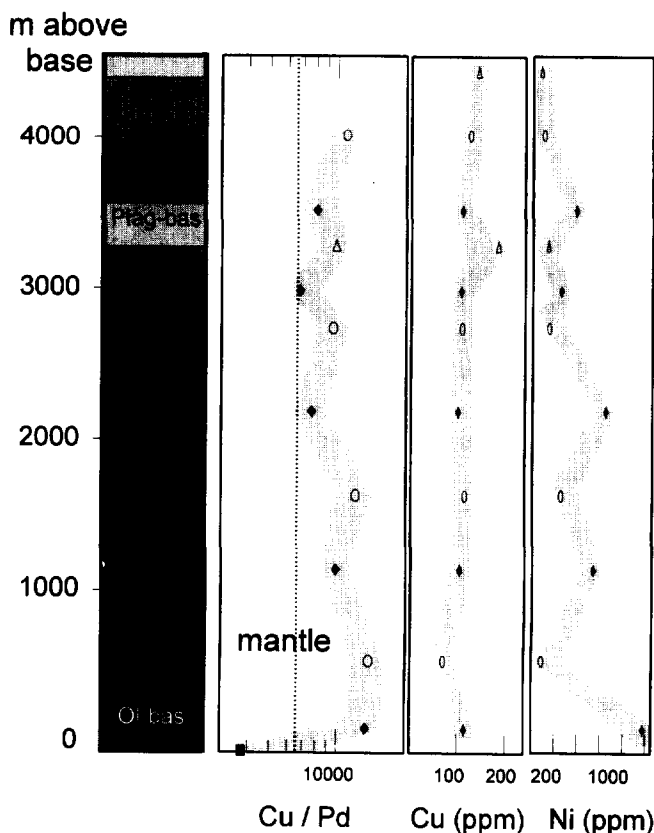 m above
base
4000
Plag-bas
3000
2000
1000
mantle
Ol-bas
0
10000
100 200
200 1000
Cu / Pd
Cu (ppm)
Ni (ppm)